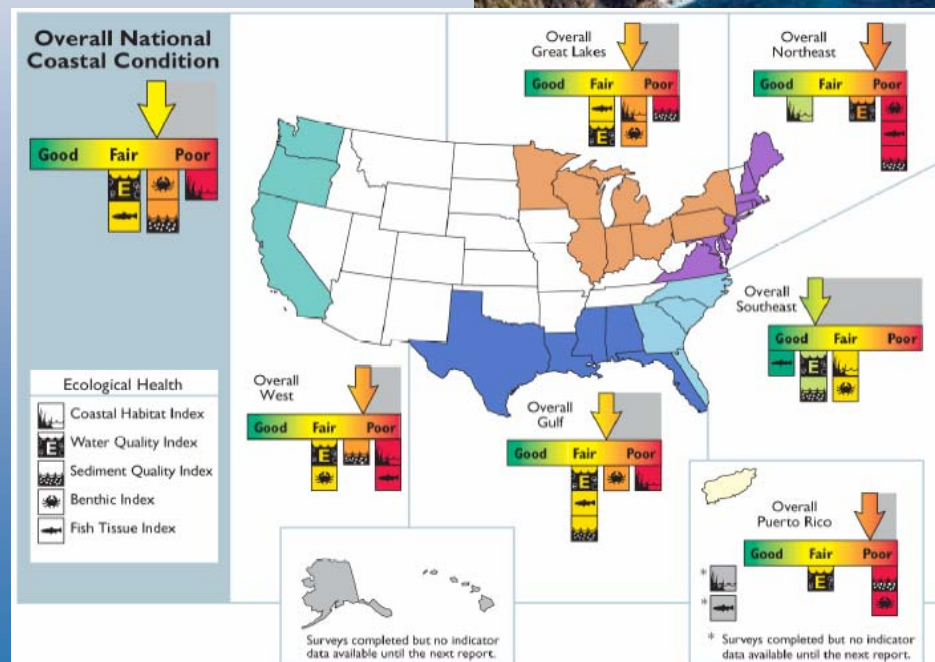 Overall National
Coastal Condition
Good Fair Poor
E
Ecological Health
Coastal Habitat Index
E Water Quality Index
Sediment Quality Index
Benthic Index
Fish Tissue Index
Overall
Great Lakes
Good Fair Poor
E
Overall
Northeast
Good Fair Poor
E
Overall
Southeast
Good Fair Poor
E
Overall
West
Good Fair Poor
E
Overall
Gulf
Good Fair Poor
E
Overall
Puerto Rico
Good Fair Poor
E
*
*
* Surveys completed but no indicator
data available until the next report.
Surveys completed but no indicator
data available until the next report.